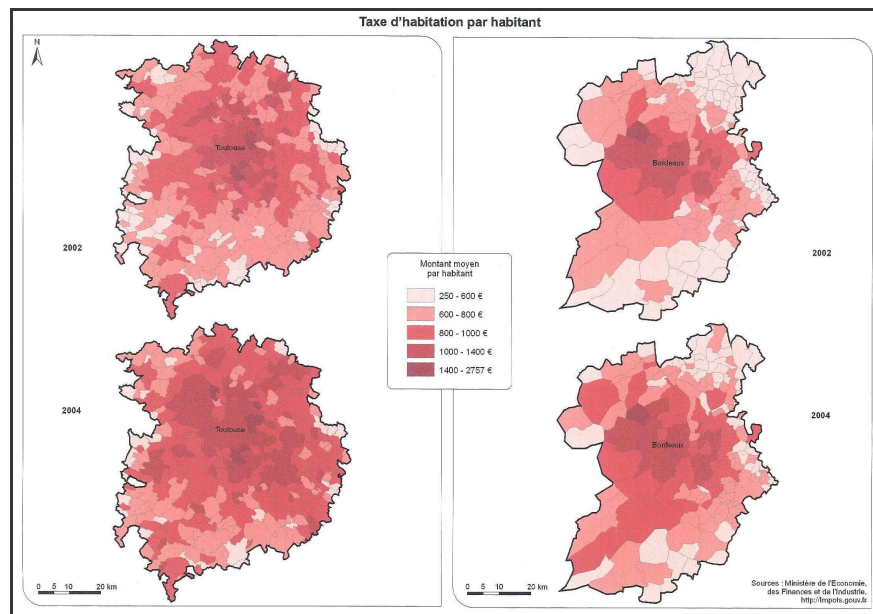 Taxe d'habitation par habitant
N
Toulouse
2002
Bordeaux
2002
Montant moyen
par habitant
250 - 600 €
600 - 800 €
800 - 1000 €
1000 - 1400 €
1400 - 2757 €
2004
Toulouse
0 5 10 20 km
Bordeaux
2004
0 5 10 20 km
Sources : Ministère de l'Economie,
des Finances et de l'Industrie.
http://Impots.gouv.fr